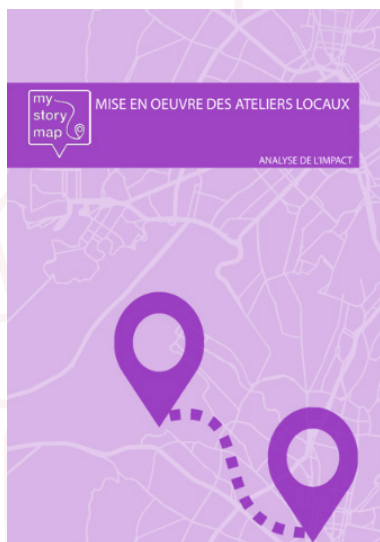 my
story
map
MISE EN OEUVRE DES ATELIERS LOCAUX
ANALYSE DE L'IMPACT